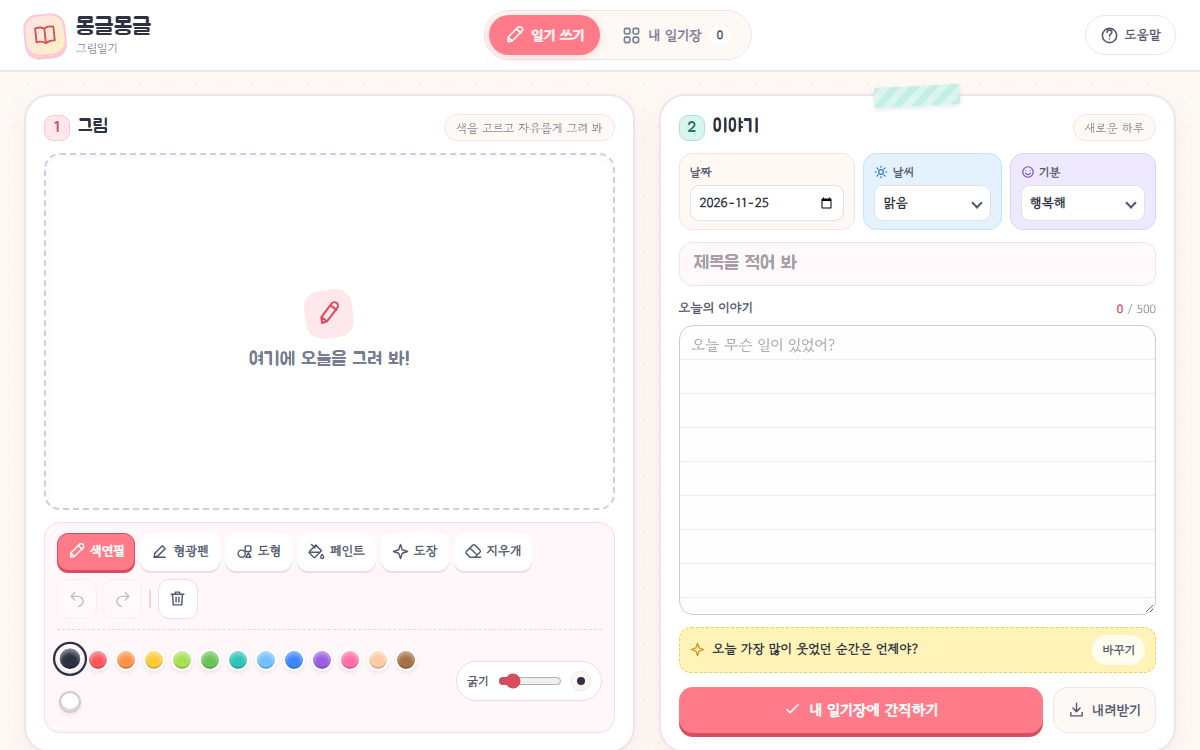 몽글몽글
그림일기
일기 쓰기
내 일기장 0
도움말
1 그림
색을 고르고 자유롭게 그려 봐
여기에 오늘을 그려 봐!
색연필 형광펜 도형 페인트 도장 지우개
굵기
2 이야기
새로운 하루
날짜 날씨 기분
2026-11-25 맑음 행복해
제목을 적어 봐
오늘의 이야기 0 / 500
오늘 무슨 일이 있었어?
오늘 가장 많이 웃었던 순간은 언제야? 바꾸기
내 일기장에 간직하기 내려받기